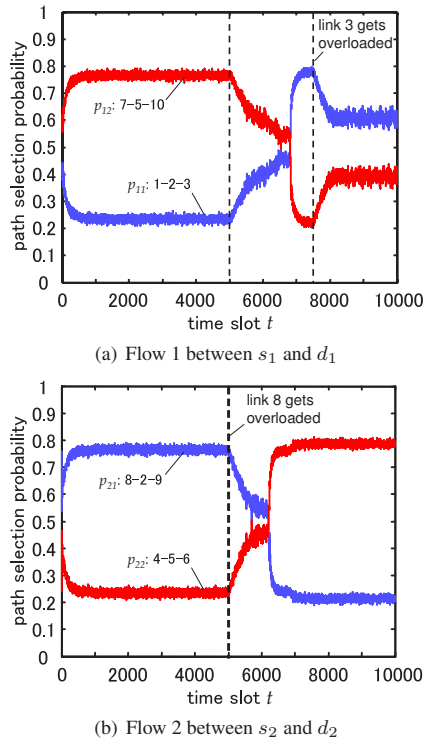 link 3 gets
overloaded
path selection probability
1
0.9
0.8
0.7
0.6
0.5
0.4
0.3
0.2
0.1
0
p12: 7-5-10
p11: 1-2-3
0 2000 4000 6000 8000 10000
time slot t
(a) Flow 1 between s1 and d1
link 8 gets
overloaded
path selection probability
1
0.9
0.8
0.7
0.6
0.5
0.4
0.3
0.2
0.1
0
p21: 8-2-9
p22: 4-5-6
0 2000 4000 6000 8000 10000
time slot t
(b) Flow 2 between s2 and d2